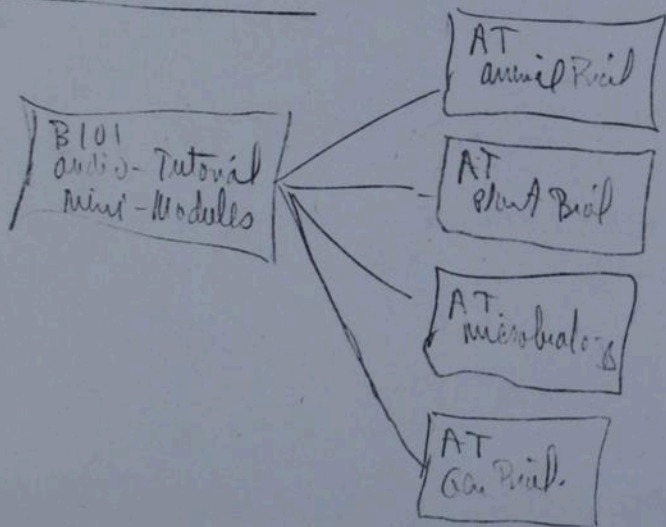 B101
audio-Tutorial
Mini-Modules
AT
animal Biol
AT
plant Biol
AT
microbiology
AT
Gen Biol.